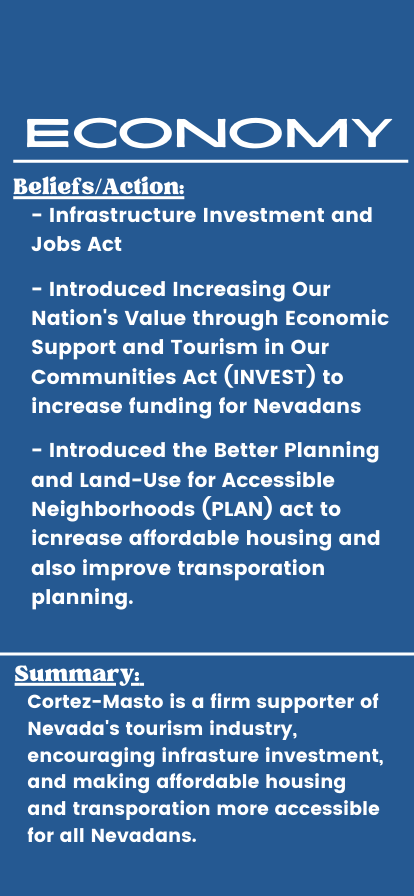 ECONOMY
Beliefs/Action:
- Infrastructure Investment and
Jobs Act
- Introduced Increasing Our
Nation's Value through Economic
Support and Tourism in Our
Communities Act (INVEST) to
increase funding for Nevadans
- Introduced the Better Planning
and Land-Use for Accessible
Neighborhoods (PLAN) act to
icnrease affordable housing and
also improve transporation
planning.
Summary:
Cortez-Masto is a firm supporter of
Nevada's tourism industry,
encouraging infrasture investment,
and making affordable housing
and transporation more accessible
for all Nevadans.